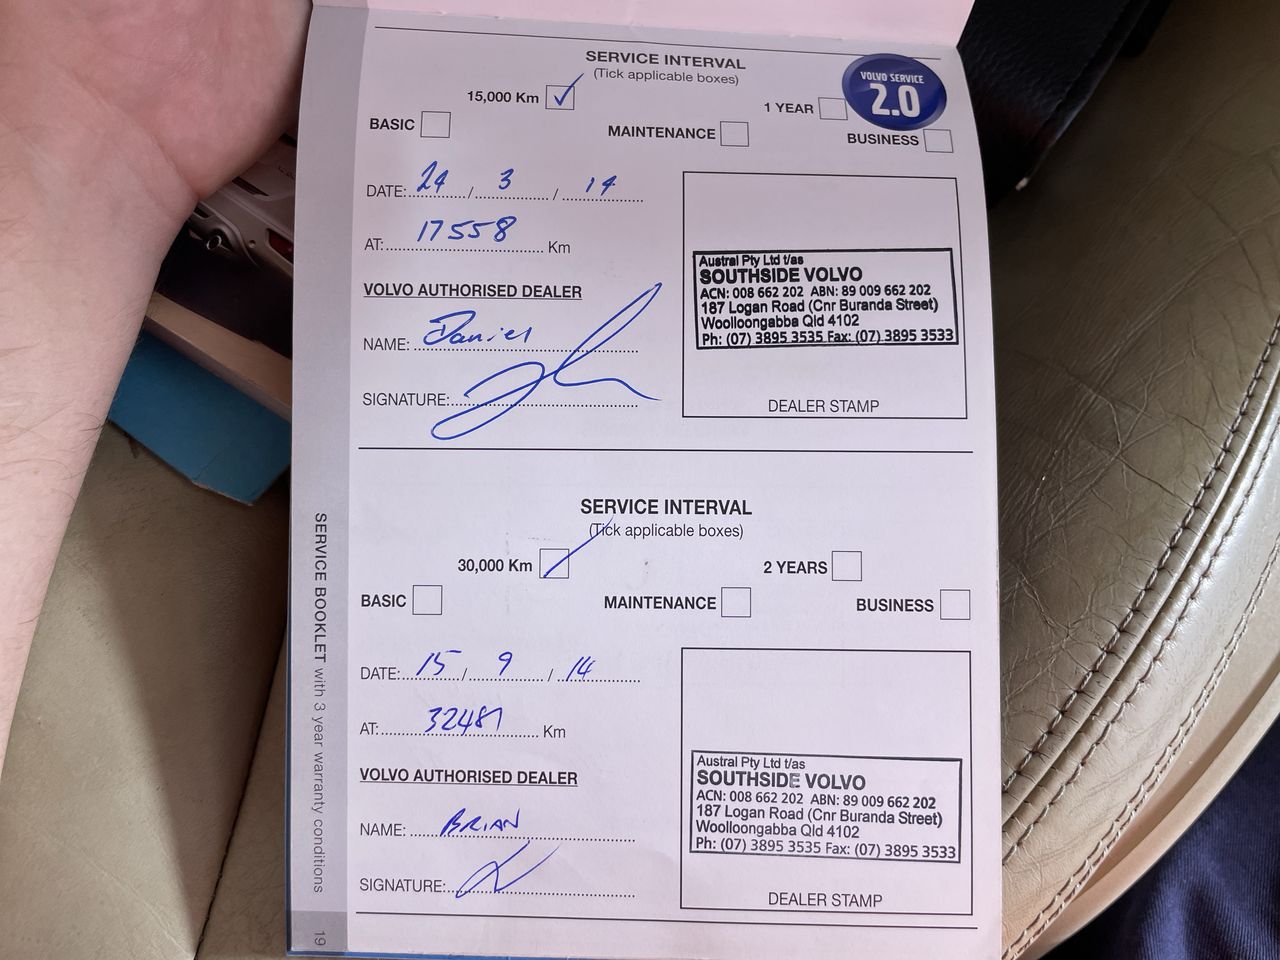 SERVICE INTERVAL
(Tick applicable boxes)
VOLVO SERVICE
2.0
15,000 Km
1 YEAR
BASIC
MAINTENANCE
BUSINESS
DATE: 24 / 3 / 14
AT: 17558 Km
VOLVO AUTHORISED DEALER
NAME: Daniel
SIGNATURE:
Austral Pty Ltd t/as
SOUTHSIDE VOLVO
ACN: 008 662 202 ABN: 89 009 662 202
187 Logan Road (Cnr Buranda Street)
Woolloongabba Qld 4102
Ph: (07) 3895 3535 Fax: (07) 3895 3533
DEALER STAMP
SERVICE INTERVAL
(Tick applicable boxes)
30,000 Km
2 YEARS
BASIC
MAINTENANCE
BUSINESS
DATE: 15 / 9 / 14
AT: 32481 Km
VOLVO AUTHORISED DEALER
NAME: BRIAN
SIGNATURE:
Austral Pty Ltd t/as
SOUTHSIDE VOLVO
ACN: 008 662 202 ABN: 89 009 662 202
187 Logan Road (Cnr Buranda Street)
Woolloongabba Qld 4102
Ph: (07) 3895 3535 Fax: (07) 3895 3533
DEALER STAMP
SERVICE BOOKLET with 3 year warranty conditions
19